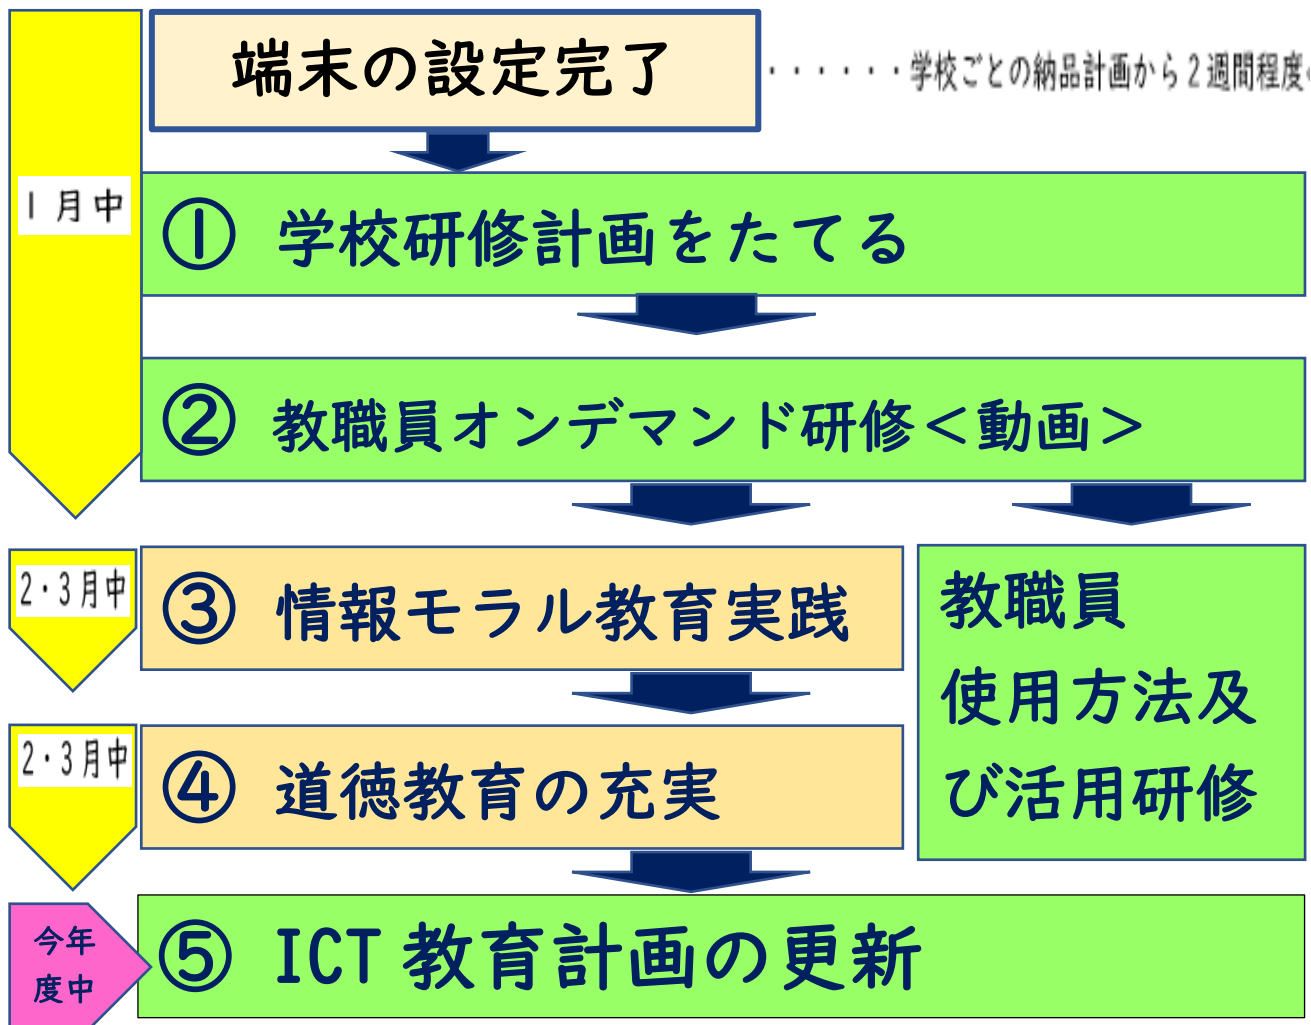 端末の設定完了
・・・・・・学校ごとの納品計画から2週間程度
1月中
① 学校研修計画をたてる
② 教職員オンデマンド研修<動画>
2・3月中
③ 情報モラル教育実践
教職員
使用方法及
び活用研修
2・3月中
④ 道徳教育の充実
今年
度中
⑤ ICT教育計画の更新